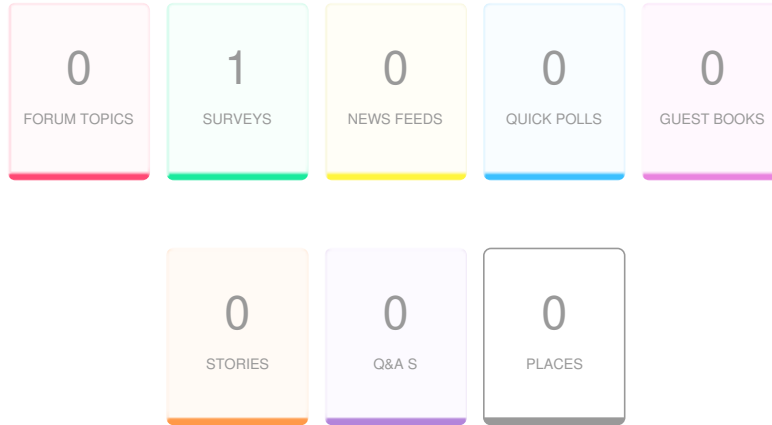 0 1 0 0 0
FORUM TOPICS SURVEYS NEWS FEEDS QUICK POLLS GUEST BOOKS
0 0 0
STORIES Q&A S PLACES